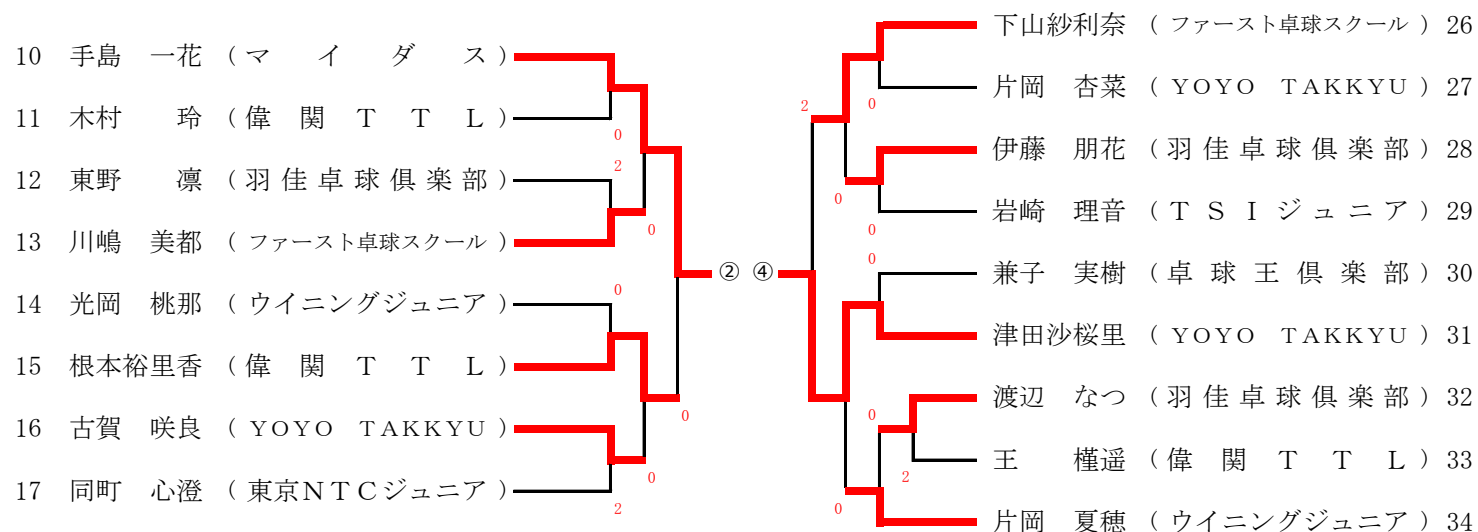 10 手島 一花 （マイダス）
11 木村 玲 （偉関ＴＴＬ）
0
2
12 東野 凛 （羽佳卓球倶楽部）
13 川嶋 美都 （ファースト卓球スクール）
0
②
0
14 光岡 桃那 （ウイニングジュニア）
15 根本裕里香 （偉関ＴＴＬ）
0
16 古賀 咲良 （YOYO TAKKYU）
0
17 同町 心澄 （東京NTCジュニア）
2
下山紗利奈 （ファースト卓球スクール） 26
2
0
片岡 杏菜 （YOYO TAKKYU） 27
伊藤 朋花 （羽佳卓球倶楽部） 28
0
岩崎 理音 （ＴＳＩジュニア） 29
0
0
④
兼子 実樹 （卓球王倶楽部） 30
津田沙桜里 （YOYO TAKKYU） 31
渡辺 なつ （羽佳卓球倶楽部） 32
0
王 槿遥 （偉関ＴＴＬ） 33
2
0
片岡 夏穂 （ウイニングジュニア） 34